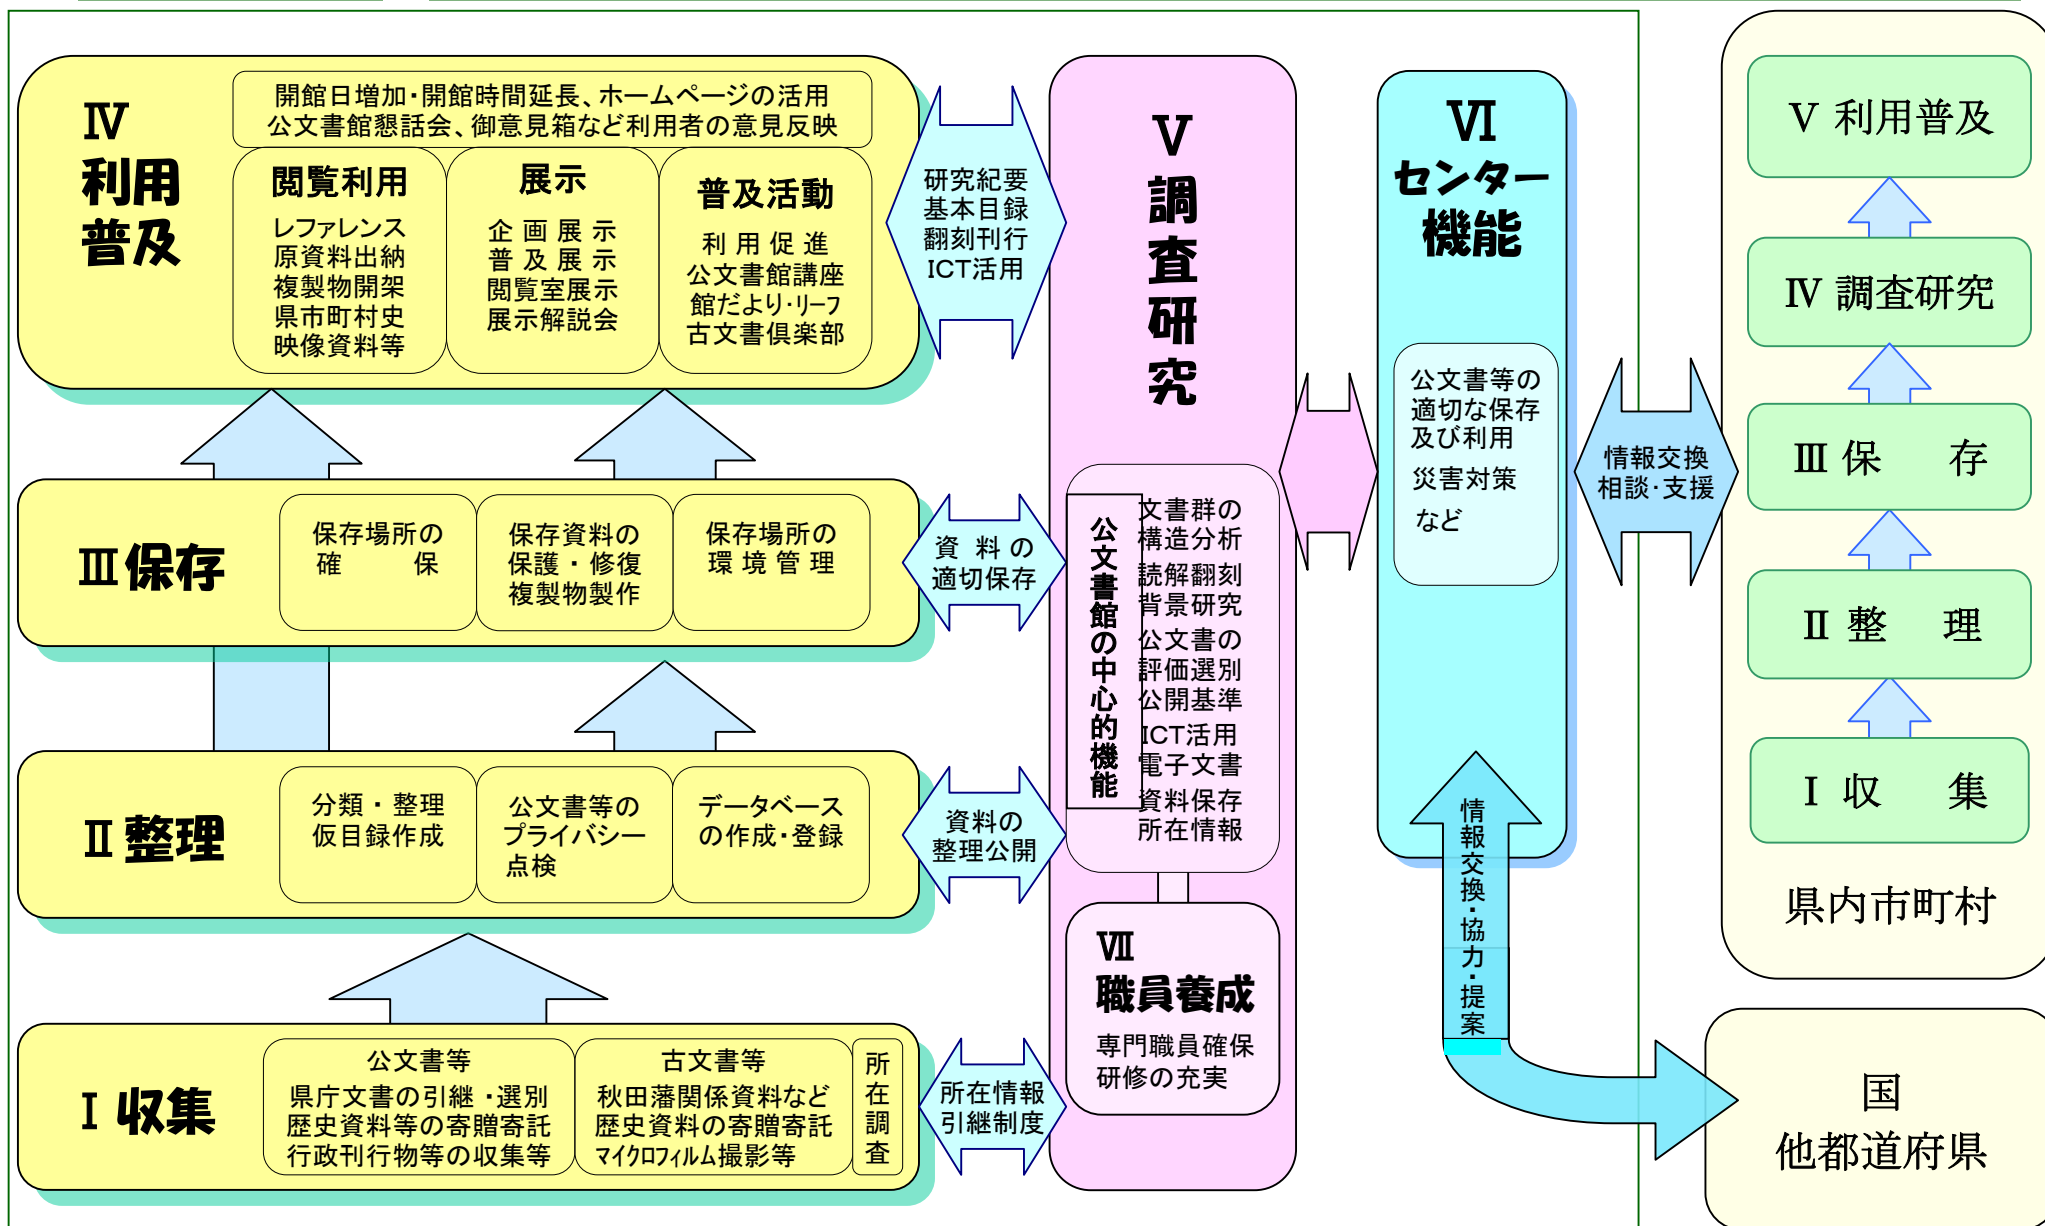 Ⅳ
利用
普及
開館日増加・開館時間延長、ホームページの活用
公文書館懇話会、御意見箱など利用者の意見反映
閲覧利用
レファレンス
原資料出納
複製物開架
県市町村史
映像資料等
展示
企画展示
普及展示
閲覧室展示
展示解説会
普及活動
利用促進
公文書館講座
館だより・リーフ
古文書倶楽部
研究紀要
基本目録
翻刻刊行
ICT活用
Ⅲ保存
保存場所の
確　保
保存資料の
保護・修復
複製物製作
保存場所の
環境管理
資料の
適切保存
Ⅱ整理
分類・整理
仮目録作成
公文書等の
プライバシー
点検
データベース
の作成・登録
資料の
整理公開
Ⅰ収集
公文書等
県庁文書の引継・選別
歴史資料等の寄贈寄託
行政刊行物等の収集等
古文書等
秋田藩関係資料など
歴史資料の寄贈寄託
マイクロフィルム撮影等
所在調査
所在情報
引継制度
Ⅴ
調査研究
公文書館の中心的機能
文書群の
構造分析
読解翻刻
背景研究
公文書の
評価選別
公開基準
ICT活用
電子文書
資料保存
所在情報
Ⅶ
職員養成
専門職員確保
研修の充実
Ⅵ
センター
機能
公文書等の
適切な保存
及び利用
災害対策
など
情報交換・協力・提案
情報交換
相談・支援
Ⅴ 利用普及
Ⅳ 調査研究
Ⅲ 保　存
Ⅱ 整　理
Ⅰ 収　集
県内市町村
国
他都道府県